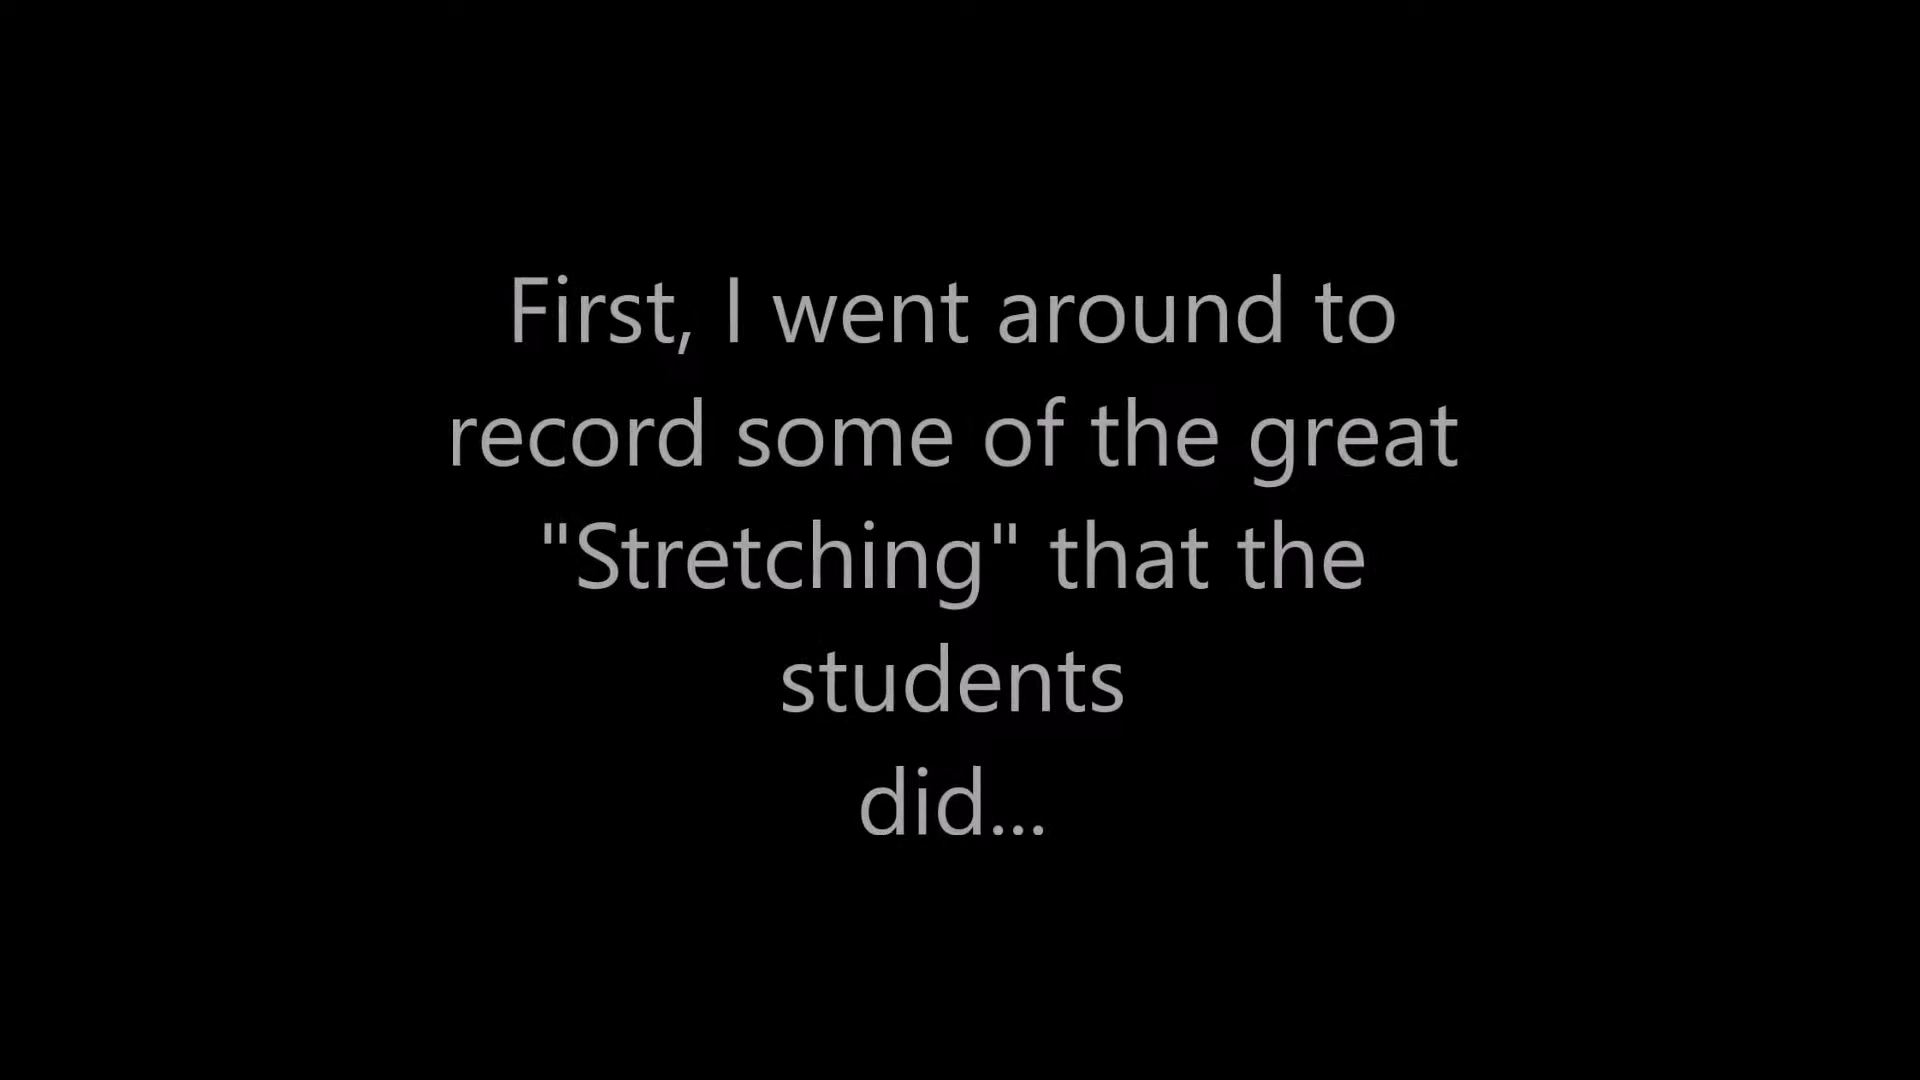 First, I went around to
record some of the great
"Stretching" that the
students
did...